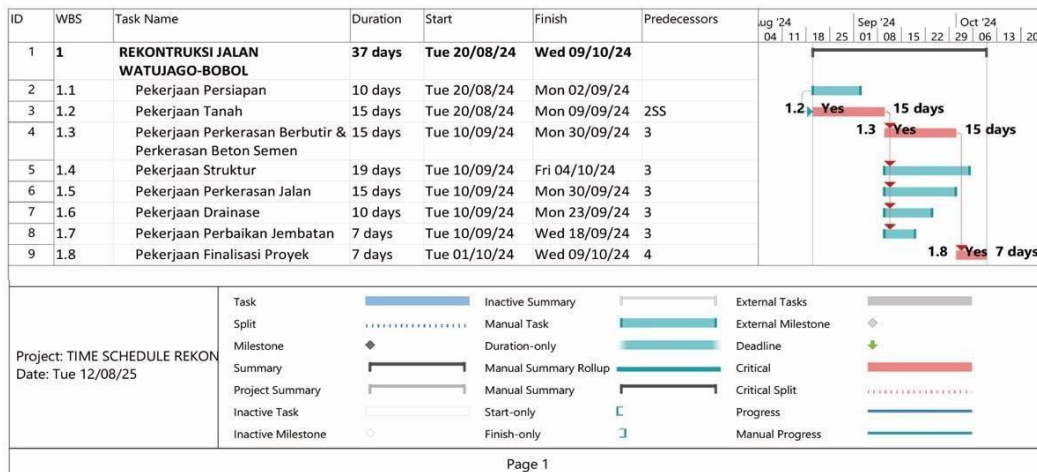 ID WBS Task Name Duration Start Finish Predecessors
Aug '24 Sep '24 Oct '24
04 11 18 25 01 08 15 22 29 06 13 20
1 1 REKONTRUKSI JALAN 37 days Tue 20/08/24 Wed 09/10/24
WATUJAGO-BOBOL
2 1.1 Pekerjaan Persiapan 10 days Tue 20/08/24 Mon 02/09/24
3 1.2 Pekerjaan Tanah 15 days Tue 20/08/24 Mon 09/09/24 2SS 1.2 Yes 15 days
4 1.3 Pekerjaan Perkerasan Berbutir & 15 days Tue 10/09/24 Mon 30/09/24 3 1.3 Yes 15 days
Perkerasan Beton Semen
5 1.4 Pekerjaan Struktur 19 days Tue 10/09/24 Fri 04/10/24 3
6 1.5 Pekerjaan Perkerasan Jalan 15 days Tue 10/09/24 Mon 30/09/24 3
7 1.6 Pekerjaan Drainase 10 days Tue 10/09/24 Mon 23/09/24 3
8 1.7 Pekerjaan Perbaikan Jembatan 7 days Tue 10/09/24 Wed 18/09/24 3
9 1.8 Pekerjaan Finalisasi Proyek 7 days Tue 01/10/24 Wed 09/10/24 4 1.8 Yes 7 days
Project: TIME SCHEDULE REKON
Date: Tue 12/08/25
Task Inactive Summary External Tasks
Split Manual Task External Milestone
Milestone Duration-only Deadline
Summary Manual Summary Rollup Critical
Project Summary Manual Summary Critical Split
Inactive Task Start-only Progress
Inactive Milestone Finish-only Manual Progress
Page 1